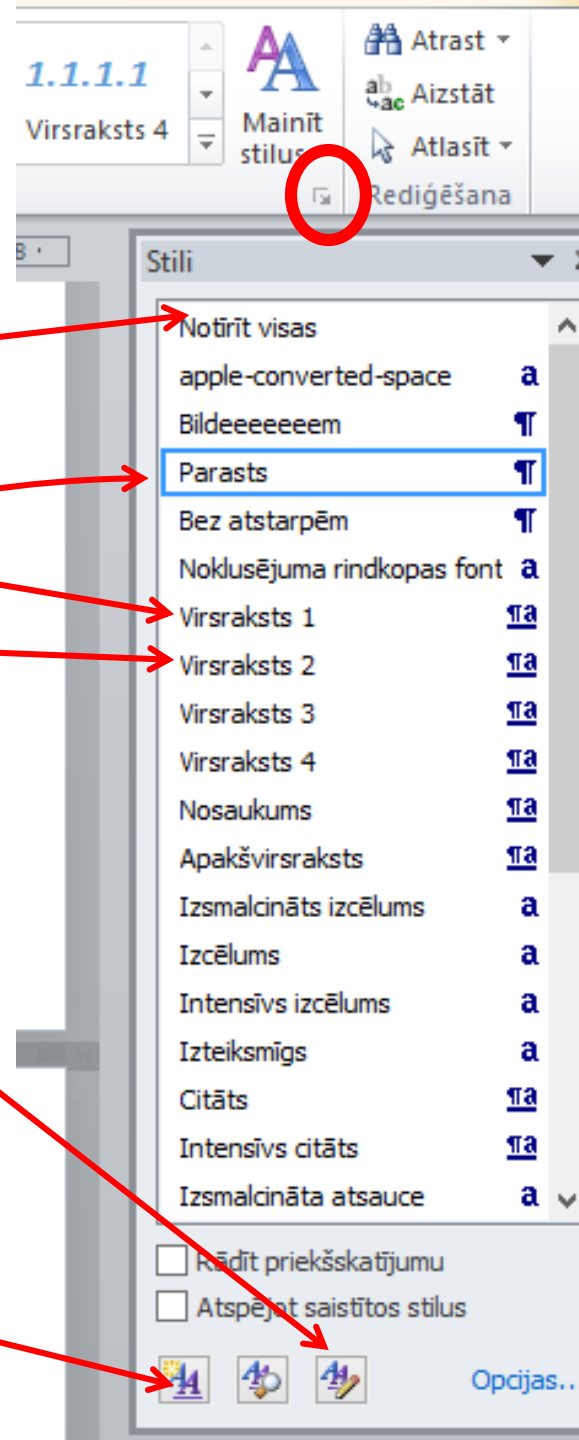 1.1.1.1
Virsraksts 4
Mainīt
stilus
Atrast
Aizstāt
Atlasīt
Rediģēšana
Stili
Notīrīt visas
apple-converted-space a
Bildeeeeeeem ¶
Parasts ¶
Bez atstarpēm ¶
Noklusējuma rindkopas font a
Virsraksts 1 ¶a
Virsraksts 2 ¶a
Virsraksts 3 ¶a
Virsraksts 4 ¶a
Nosaukums ¶a
Apakšvirsraksts ¶a
Izsmalcināts izcēlums a
Izcēlums a
Intensīvs izcēlums a
Izteiksmīgs a
Citāts ¶a
Intensīvs citāts ¶a
Izsmalcināta atsauce a
Rādīt priekšskatījumu
Atspējot saistītos stilus
Opcijas...